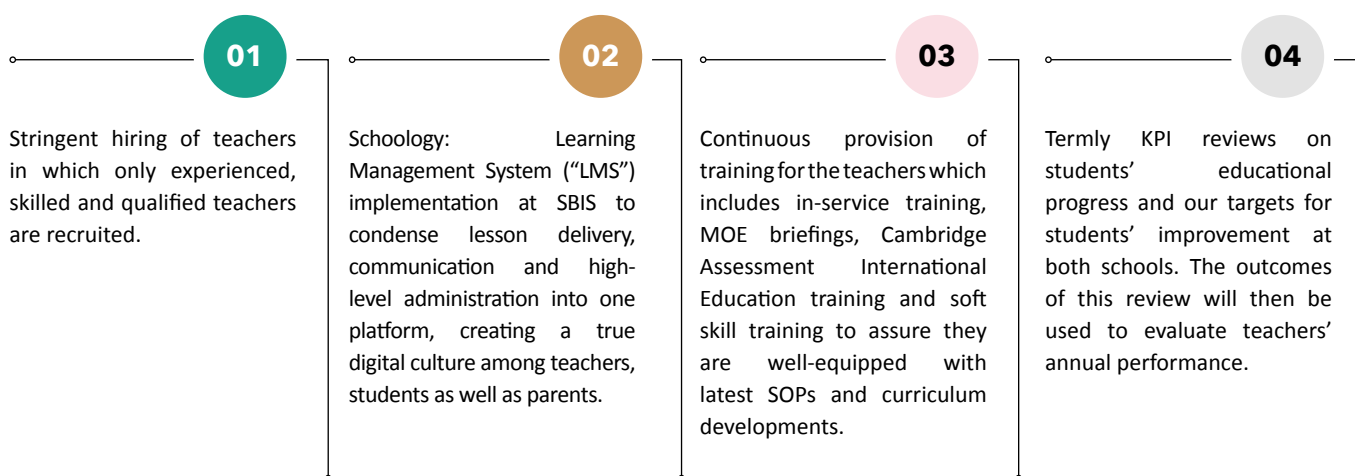 01
Stringent hiring of teachers
in which only experienced,
skilled and qualified teachers
are recruited.
02
Schoology: Learning
Management System (“LMS”)
implementation at SBIS to
condense lesson delivery,
communication and high-
level administration into one
platform, creating a true
digital culture among teachers,
students as well as parents.
03
Continuous provision of
training for the teachers which
includes in-service training,
MOE briefings, Cambridge
Assessment International
Education training and soft
skill training to assure they
are well-equipped with
latest SOPs and curriculum
developments.
04
Termly KPI reviews on
students’ educational
progress and our targets for
students’ improvement at
both schools. The outcomes
of this review will then be
used to evaluate teachers’
annual performance.